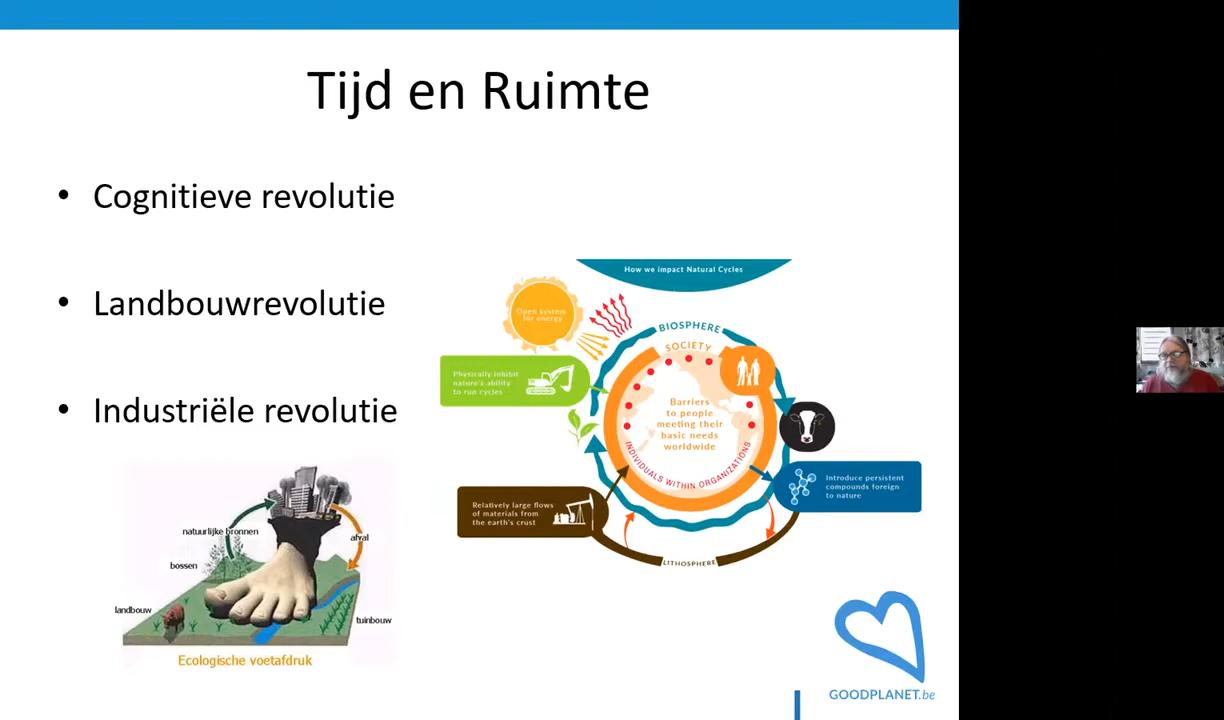 Tijd en Ruimte
• Cognitieve revolutie
• Landbouwrevolutie
• Industriële revolutie
How we impact Natural Cycles
Open system
for energy
BIOSPHERE
SOCIETY
Physically inhibit
nature's ability
to run cycles
Barriers
to people
meeting their
basic needs
worldwide
INDIVIDUALS WITHIN ORGANIZATIONS
Introduce persistent
compounds foreign
to nature
Relatively large flows
of materials from
the earth's crust
LITHOSPHERE
natuurlijke bronnen
afval
bossen
landbouw
tuinbouw
Ecologische voetafdruk
GOODPLANET.be